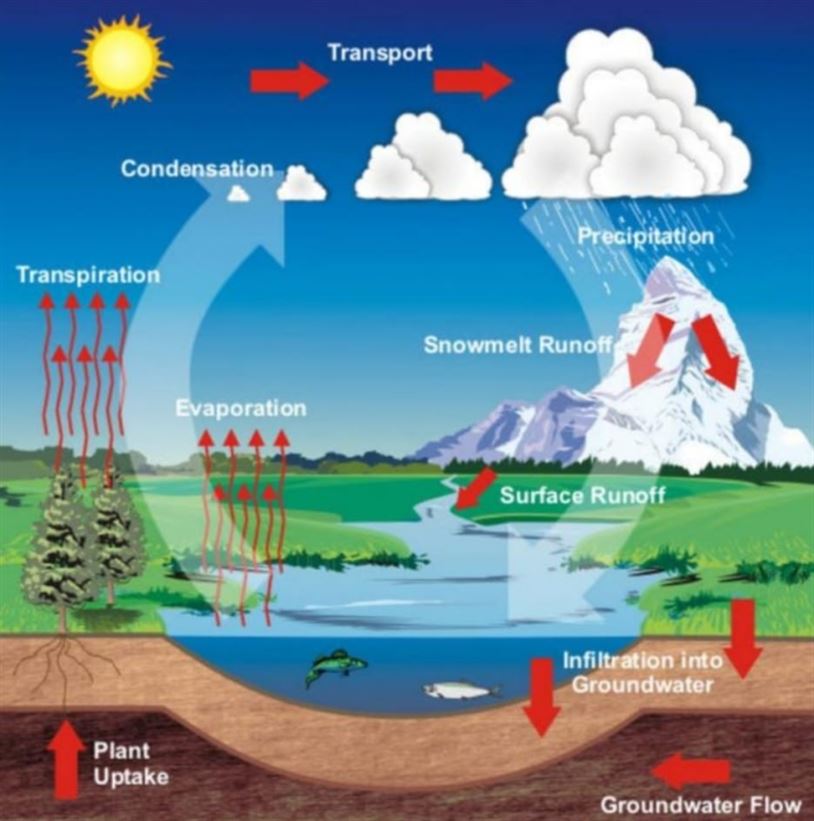 Transport
Condensation
Precipitation
Transpiration
Snowmelt Runoff
Evaporation
Surface Runoff
Infiltration into
Groundwater
Plant
Uptake
Groundwater Flow